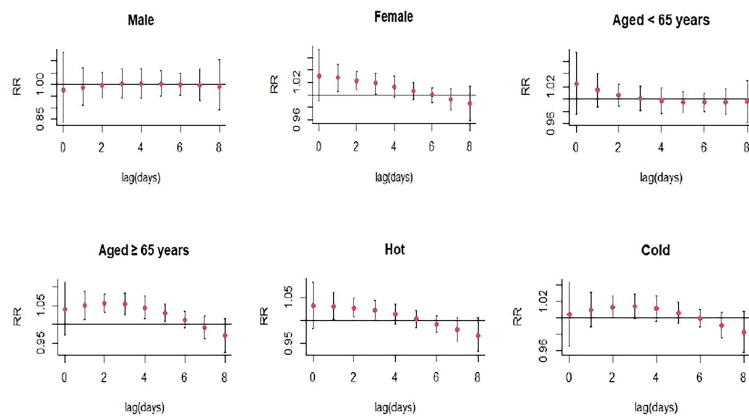 Male
Female
Aged < 65 years
RR
1.00
0.85
RR
1.02
0.96
RR
1.02
0.96
0 2 4 6 8
0 2 4 6 8
0 2 4 6 8
lag(days)
lag(days)
lag(days)
Aged ≥ 65 years
Hot
Cold
RR
1.05
0.95
RR
1.05
0.95
RR
1.02
0.96
0 2 4 6 8
0 2 4 6 8
0 2 4 6 8
lag(days)
lag(days)
lag(days)